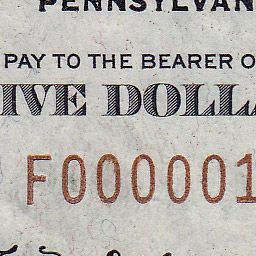 PENNSYLVAN
PAY TO THE BEARER O
IVE DOLLA
F000001